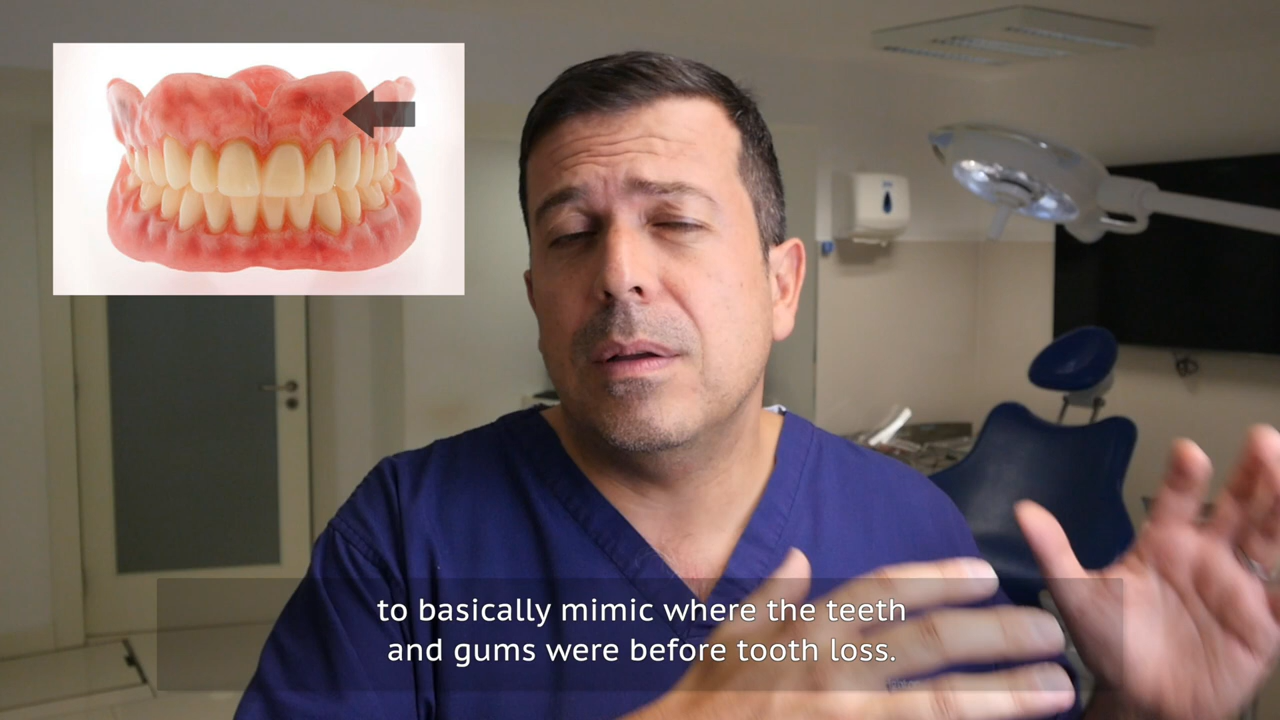 to basically mimic where the teeth
and gums were before tooth loss.